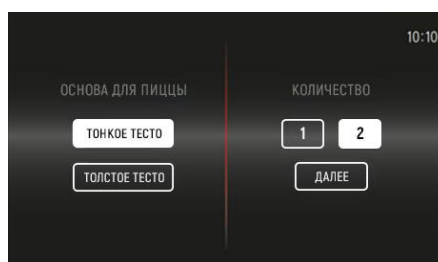 10:10
ОСНОВА ДЛЯ ПИЦЦЫ
ТОНКОЕ ТЕСТО
ТОЛСТОЕ ТЕСТО
КОЛИЧЕСТВО
1 2
ДАЛЕЕ